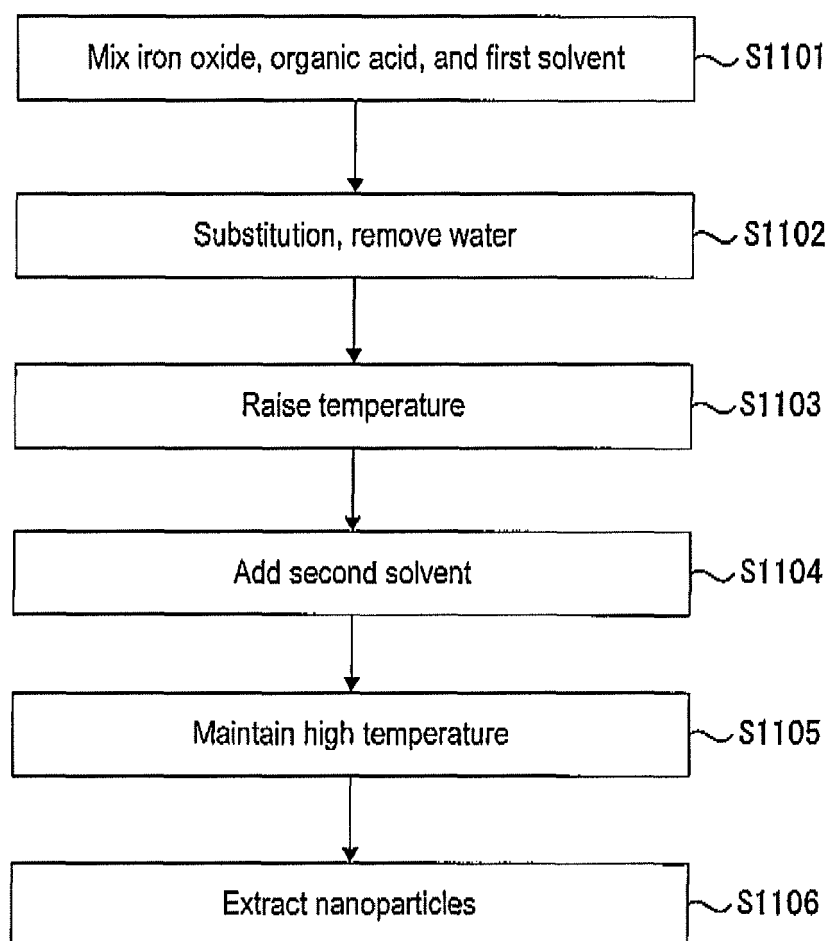 Mix iron oxide, organic acid, and first solvent S1101
Substitution, remove water S1102
Raise temperature S1103
Add second solvent S1104
Maintain high temperature S1105
Extract nanoparticles S1106